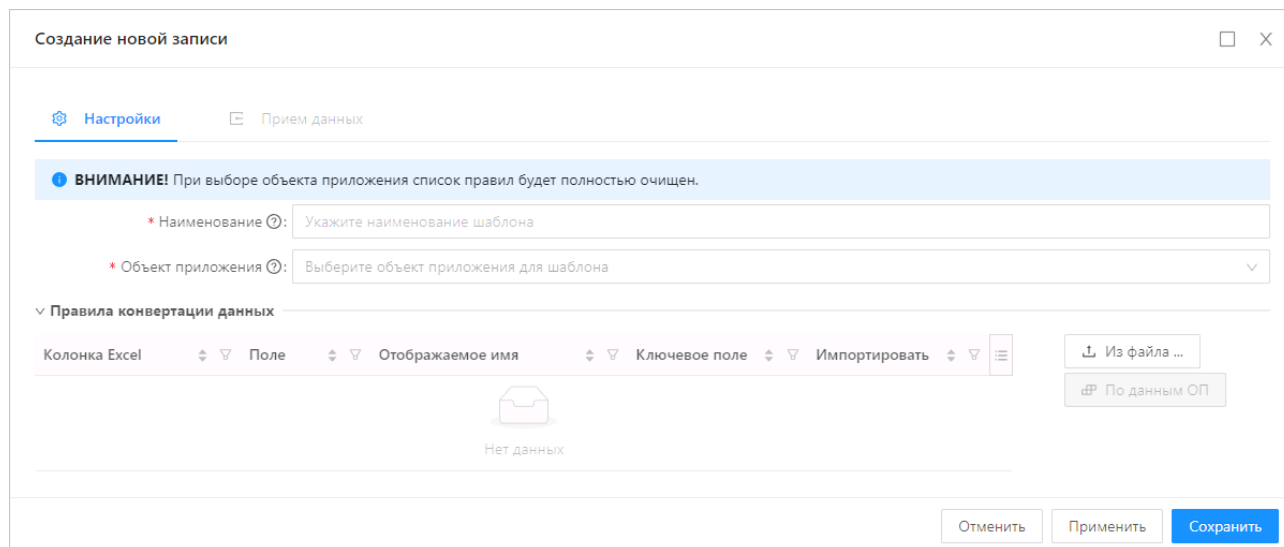 Создание новой записи
Настройки Прием данных
ВНИМАНИЕ! При выборе объекта приложения список правил будет полностью очищен.
* Наименование ?: Укажите наименование шаблона
* Объект приложения ?: Выберите объект приложения для шаблона
Правила конвертации данных
Колонка Excel Поле Отображаемое имя Ключевое поле Импортировать
Из файла ...
По данным ОП
Нет данных
Отменить Применить Сохранить